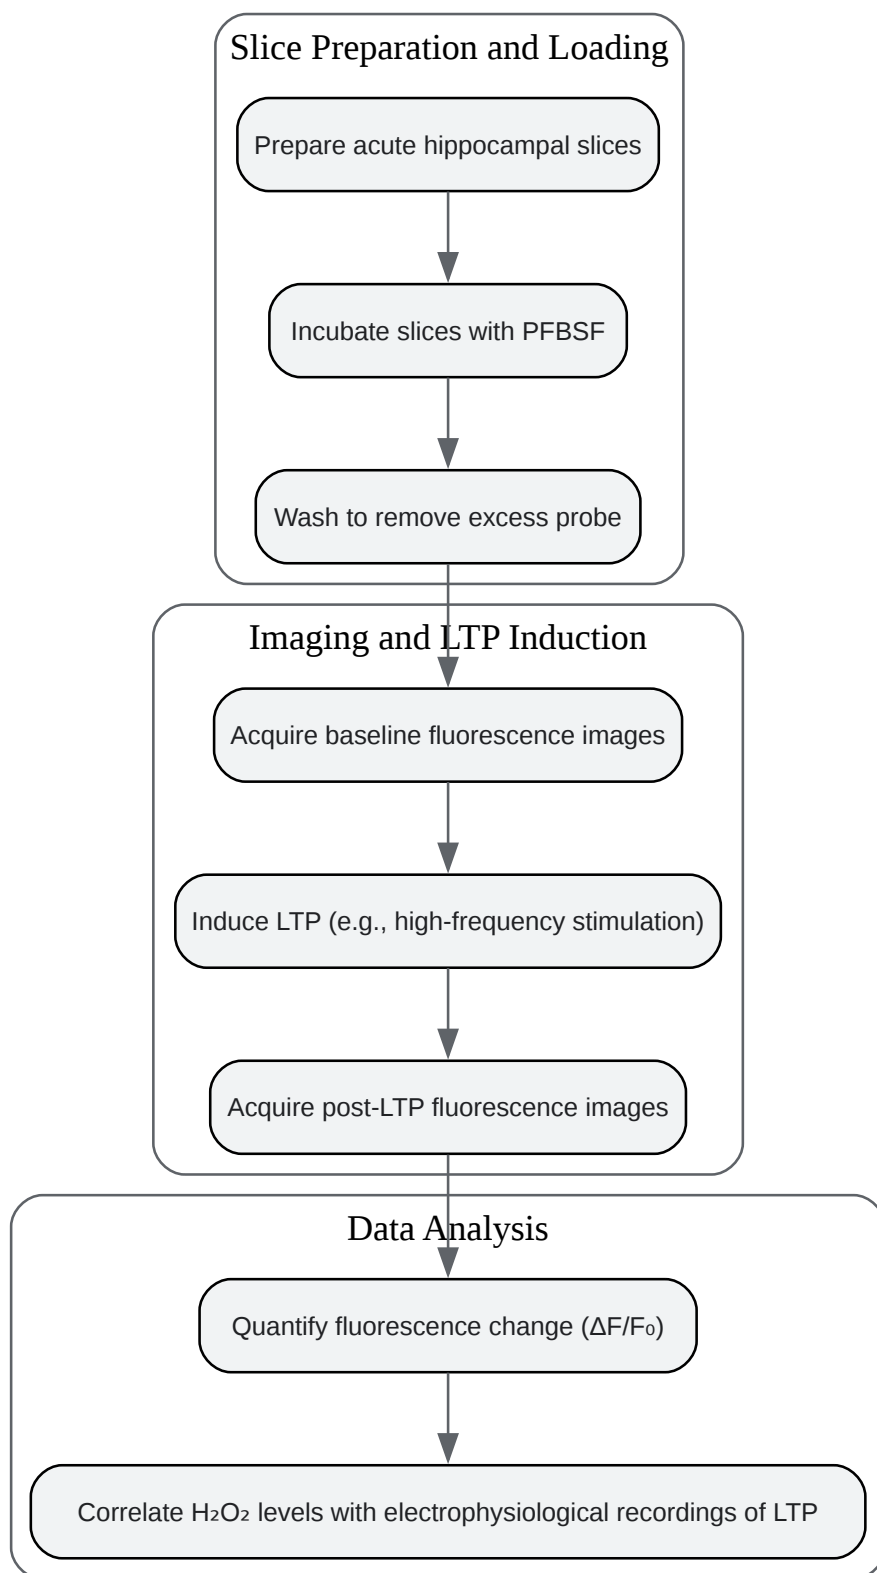 Slice Preparation and Loading
Prepare acute hippocampal slices
Incubate slices with PFBSF
Wash to remove excess probe
Imaging and LTP Induction
Acquire baseline fluorescence images
Induce LTP (e.g., high-frequency stimulation)
Acquire post-LTP fluorescence images
Data Analysis
Quantify fluorescence change (ΔF/F₀)
Correlate H₂O₂ levels with electrophysiological recordings of LTP